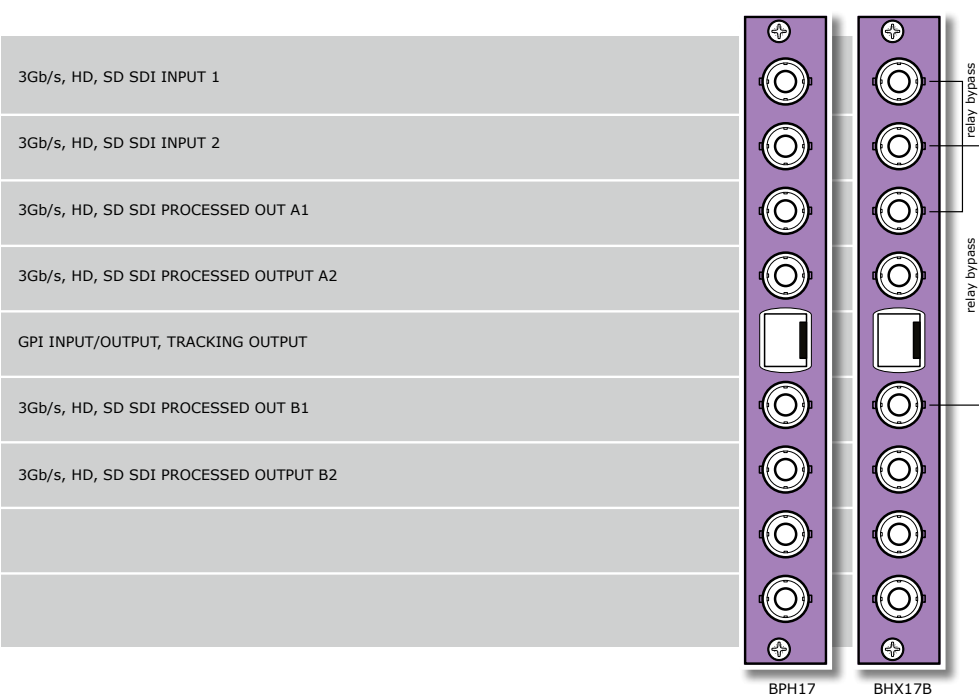 3Gb/s, HD, SD SDI INPUT 1
relay bypass
3Gb/s, HD, SD SDI INPUT 2
3Gb/s, HD, SD SDI PROCESSED OUT A1
3Gb/s, HD, SD SDI PROCESSED OUTPUT A2
relay bypass
GPI INPUT/OUTPUT, TRACKING OUTPUT
3Gb/s, HD, SD SDI PROCESSED OUT B1
3Gb/s, HD, SD SDI PROCESSED OUTPUT B2
BPH17
BHX17B